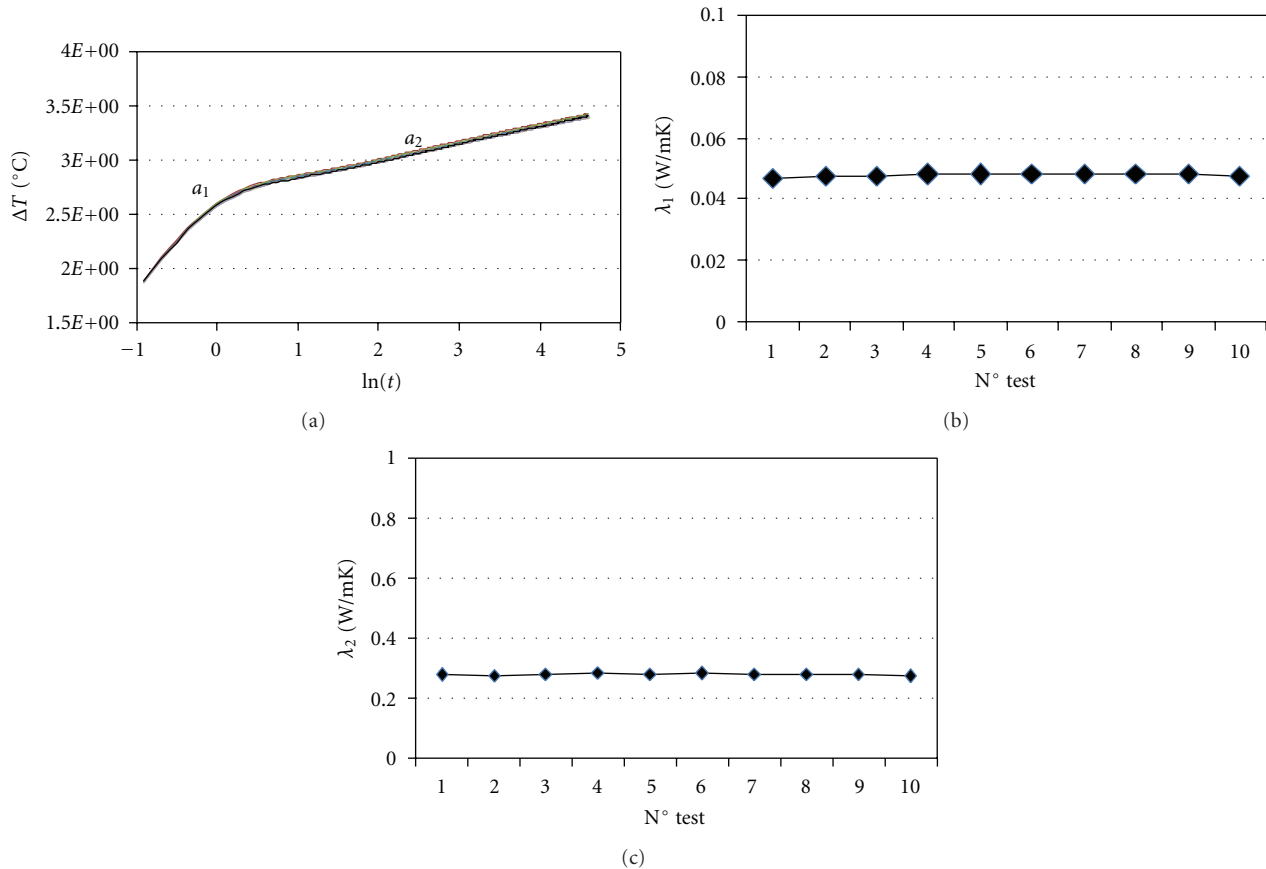 4E+00
3.5E+00
3E+00
2.5E+00
2E+00
1.5E+00
ΔT (°C)
a1
a2
−1 0 1 2 3 4 5
ln(t)
(a)
0.1
0.08
0.06
0.04
0.02
0
λ1 (W/mK)
1 2 3 4 5 6 7 8 9 10
N° test
(b)
1
0.8
0.6
0.4
0.2
0
λ2 (W/mK)
1 2 3 4 5 6 7 8 9 10
N° test
(c)